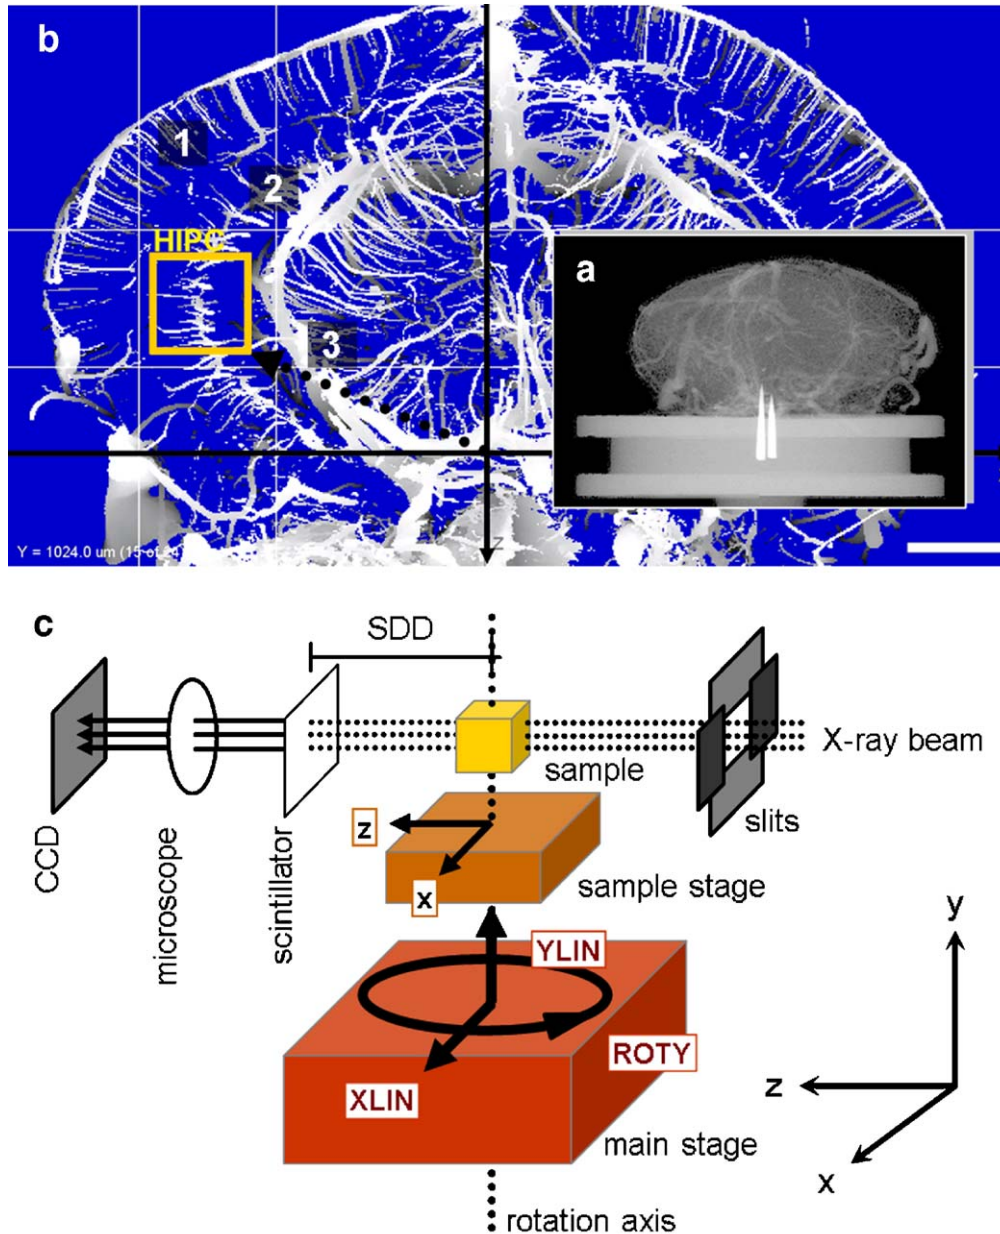 b
1
2
HIPC
3
a
Y = 1024.0 um (15 of 24)
Z
c
SDD
X-ray beam
sample
slits
CCD
microscope
scintillator
z
x
sample stage
YLIN
ROTY
XLIN
main stage
rotation axis
y
z
x